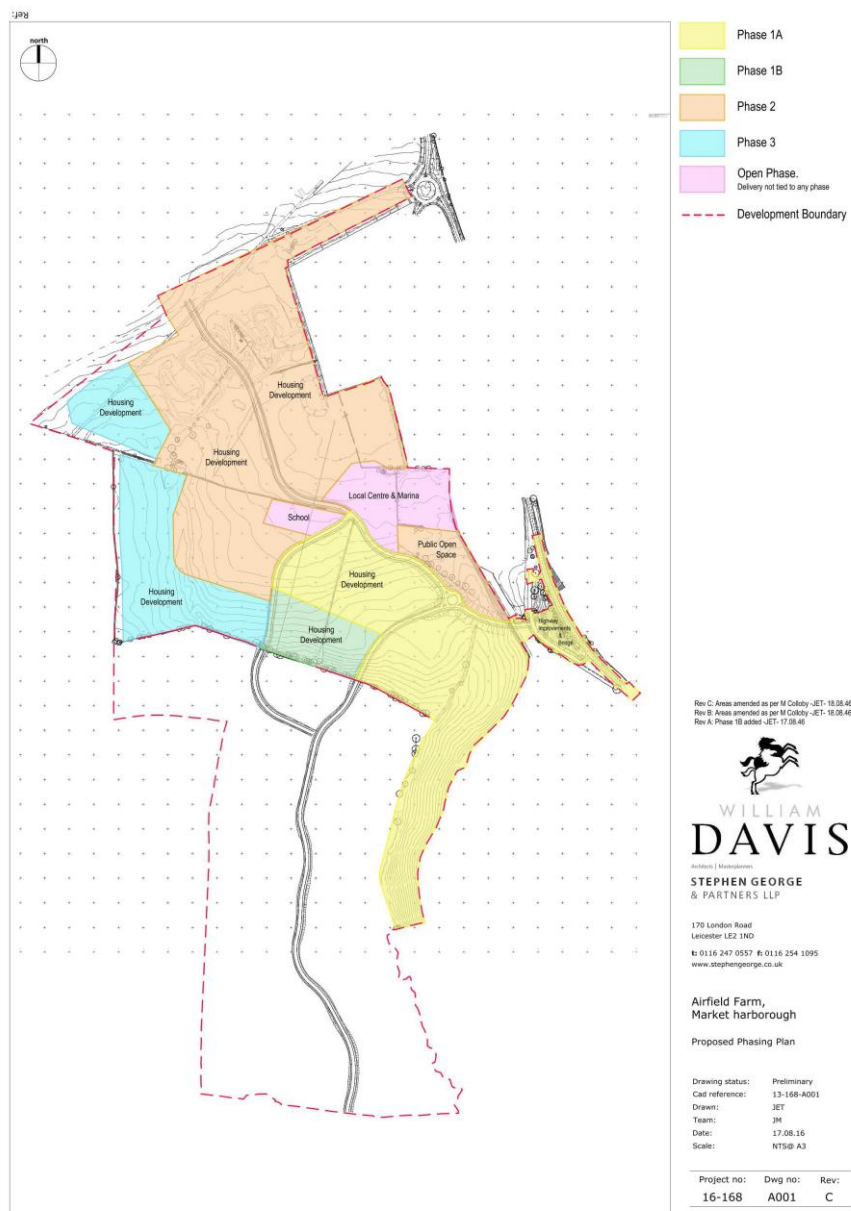 Ref:
north
Phase 1A
Phase 1B
Phase 2
Phase 3
Open Phase.
Delivery not tied to any phase
Development Boundary
Housing
Development
Housing
Development
Housing
Development
Local Centre & Marina
School
Public Open
Space
Housing
Development
Housing
Development
Housing
Development
Highway
Improvements
&
Bridge
Rev C: Areas amended as per M Colloby -JET- 18.08.46
Rev B: Areas amended as per M Colloby -JET- 18.08.46
Rev A: Phase 1B added -JET- 17.08.46
WILLIAM
DAVIS
Architects | Masterplanners
STEPHEN GEORGE
& PARTNERS LLP
170 London Road
Leicester LE2 1ND
t: 0116 247 0557 f: 0116 254 1095
www.stephengeorge.co.uk
Airfield Farm,
Market harborough
Proposed Phasing Plan
Drawing status: Preliminary
Cad reference: 13-168-A001
Drawn: JET
Team: JM
Date: 17.08.16
Scale: NTS@ A3
Project no: Dwg no: Rev:
16-168 A001 C